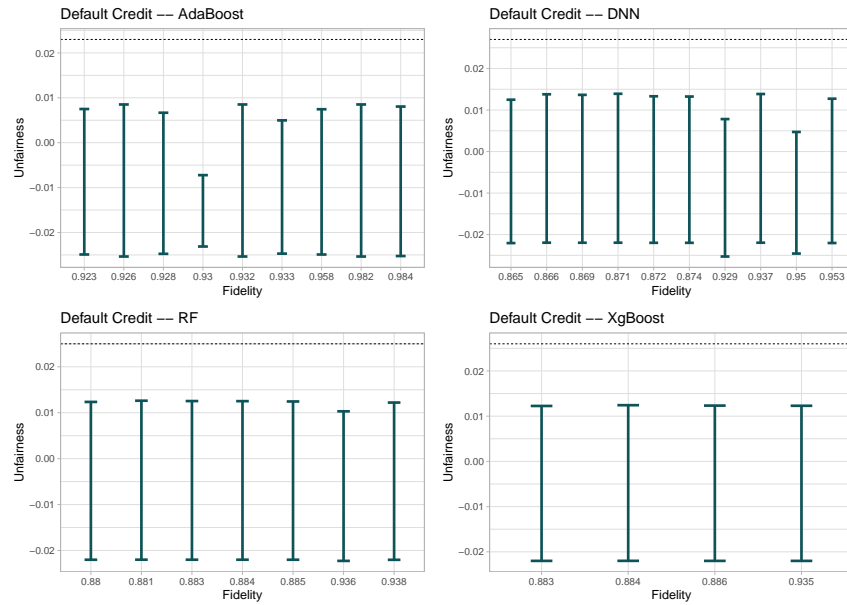 Default Credit −− AdaBoost
Unfairness
0.02
0.01
0.00
−0.01
−0.02
0.923 0.926 0.928 0.93 0.932 0.933 0.958 0.982 0.984
Fidelity
Default Credit −− DNN
Unfairness
0.02
0.01
0.00
−0.01
−0.02
0.865 0.866 0.869 0.871 0.872 0.874 0.929 0.937 0.95 0.953
Fidelity
Default Credit −− RF
Unfairness
0.02
0.01
0.00
−0.01
−0.02
0.88 0.881 0.883 0.884 0.885 0.936 0.938
Fidelity
Default Credit −− XgBoost
Unfairness
0.02
0.01
0.00
−0.01
−0.02
0.883 0.884 0.886 0.935
Fidelity